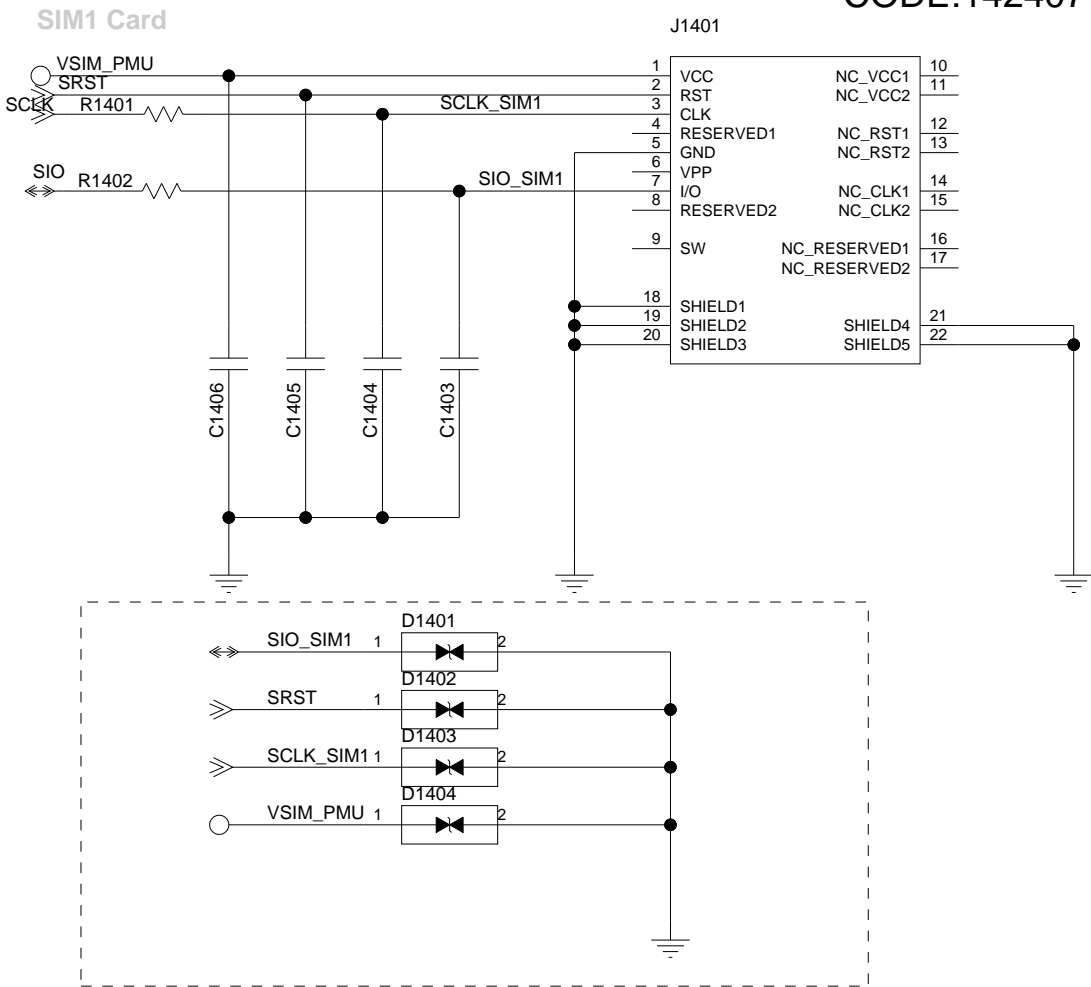 CODE:142407
SIM1 Card
J1401
VSIM_PMU
SRST
SCLK R1401 SCLK_SIM1
SIO R1402 SIO_SIM1
1 VCC NC_VCC1 10
2 RST NC_VCC2 11
3 CLK
4 RESERVED1 NC_RST1 12
5 GND NC_RST2 13
6 VPP
7 I/O NC_CLK1 14
8 RESERVED2 NC_CLK2 15
9 SW NC_RESERVED1 16
NC_RESERVED2 17
18 SHIELD1
19 SHIELD2 SHIELD4 21
20 SHIELD3 SHIELD5 22
C1406 C1405 C1404 C1403
D1401
SIO_SIM1 1 2
D1402
SRST 1 2
D1403
SCLK_SIM1 1 2
D1404
VSIM_PMU 1 2